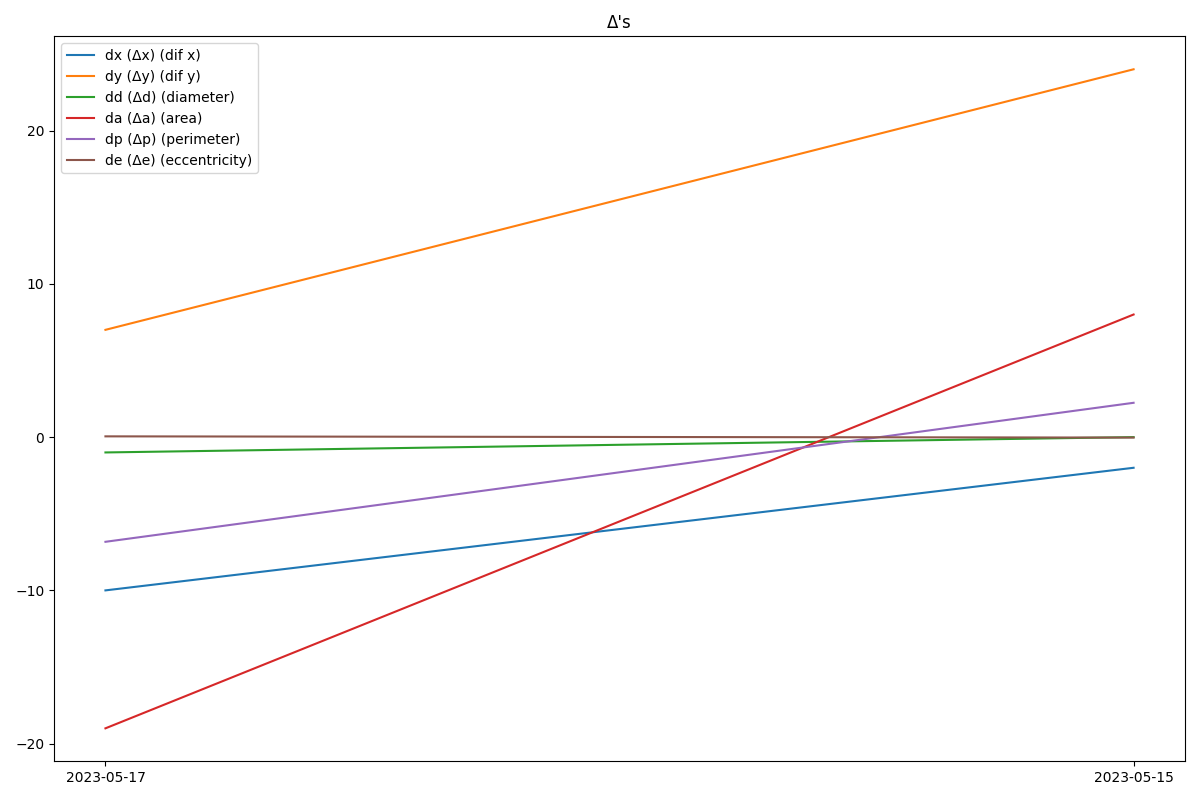 Δ's
dx (Δx) (dif x)
dy (Δy) (dif y)
dd (Δd) (diameter)
da (Δa) (area)
dp (Δp) (perimeter)
de (Δe) (eccentricity)
20
10
0
−10
−20
2023-05-17
2023-05-15